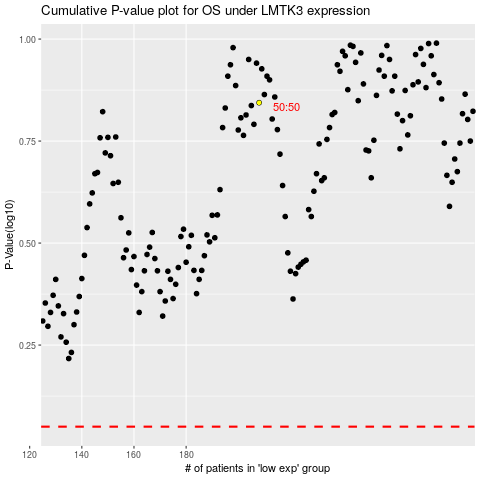 Cumulative P-value plot for OS under LMTK3 expression
P-Value(log10)
1.00
0.75
0.50
0.25
50:50
120 140 160 180
# of patients in 'low exp' group